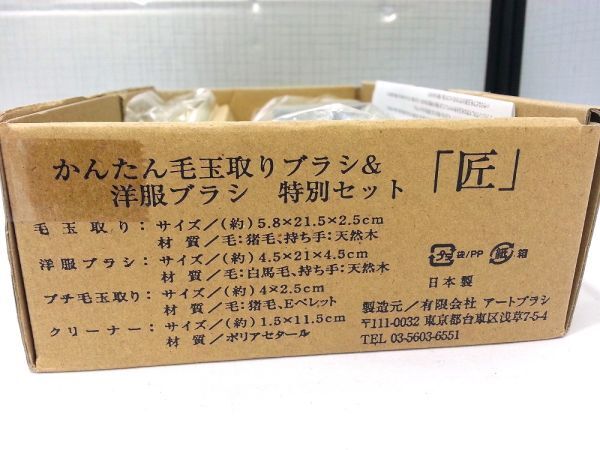 かんたん毛玉取りブラシ&
洋服ブラシ 特別セット
「匠」
毛玉取り：サイズ/(約)5.8×21.5×2.5cm
材質/毛:猪毛、持ち手:天然木
洋服ブラシ：サイズ/(約)4.5×21×4.5cm
材質/毛:白馬毛、持ち手:天然木
プチ毛玉取り：サイズ/(約)4×2.5cm
材質/毛:猪毛、Eペレット
クリーナー：サイズ/(約)1.5×11.5cm
材質/ポリアセタール
プラ 袋/PP 紙 箱
日本製
製造元/有限会社 アートブラシ
〒111-0032 東京都台東区浅草7-5-4
TEL 03-5603-6551